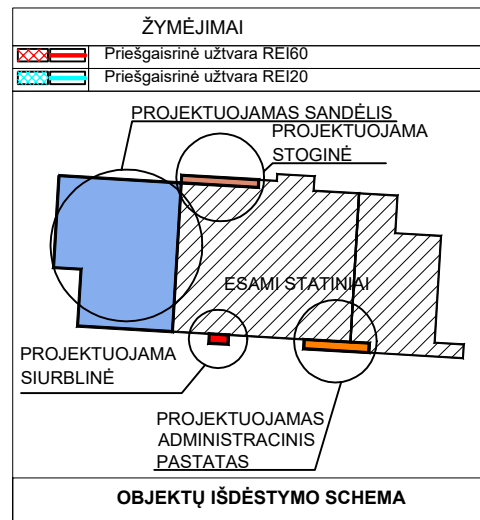 ŽYMĖJIMAI
Priešgaisrinė užtvara REI60
Priešgaisrinė užtvara REI20
PROJEKTUOJAMAS SANDĖLIS
PROJEKTUOJAMA
STOGINĖ
ESAMI STATINIAI
PROJEKTUOJAMA
SIURBLINĖ
PROJEKTUOJAMAS
ADMINISTRACINIS
PASTATAS
OBJEKTŲ IŠDĖSTYMO SCHEMA